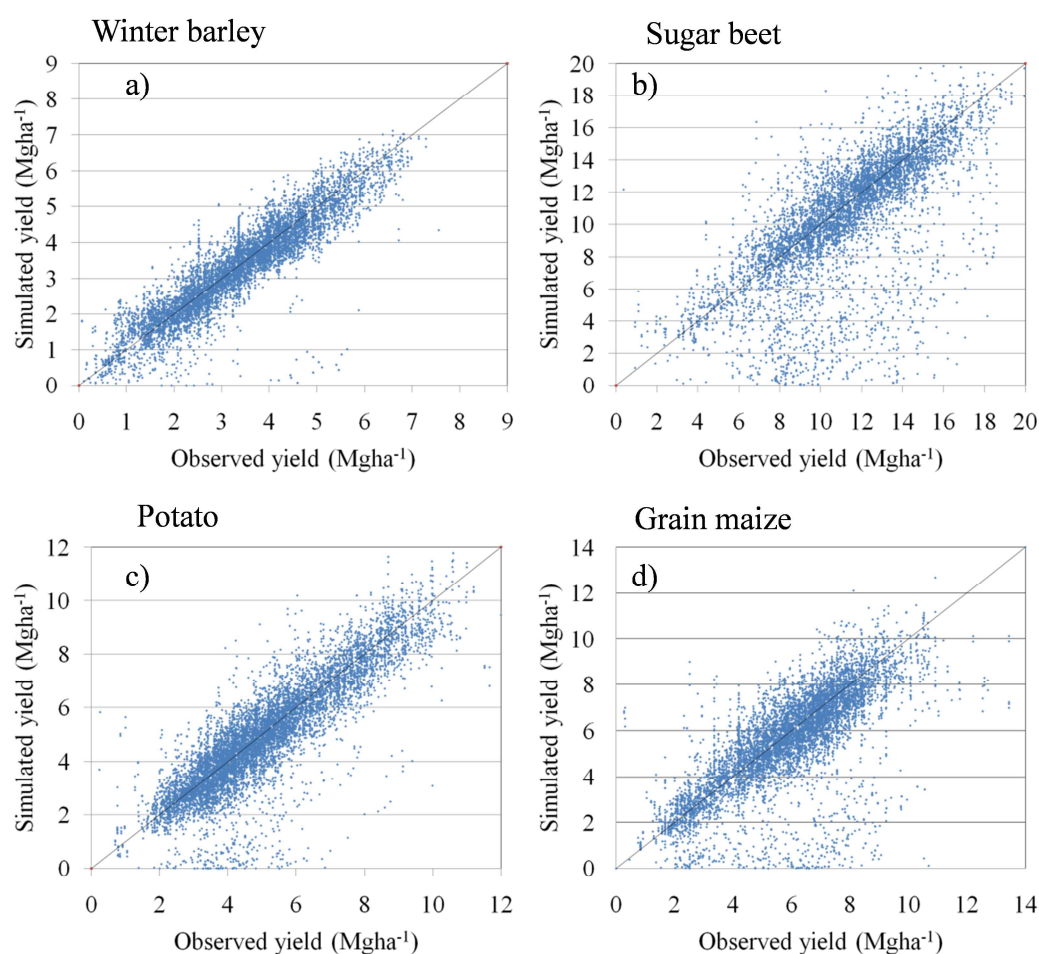 Winter barley
a)
Simulated yield (Mgha-1)
9
8
7
6
5
4
3
2
1
0
0 1 2 3 4 5 6 7 8 9
Observed yield (Mgha-1)
Sugar beet
b)
Simulated yield (Mgha-1)
20
18
16
14
12
10
8
6
4
2
0
0 2 4 6 8 10 12 14 16 18 20
Observed yield (Mgha-1)
Potato
c)
Simulated yield (Mgha-1)
12
10
8
6
4
2
0
0 2 4 6 8 10 12
Observed yield (Mgha-1)
Grain maize
d)
Simulated yield (Mgha-1)
14
12
10
8
6
4
2
0
0 2 4 6 8 10 12 14
Observed yield (Mgha-1)